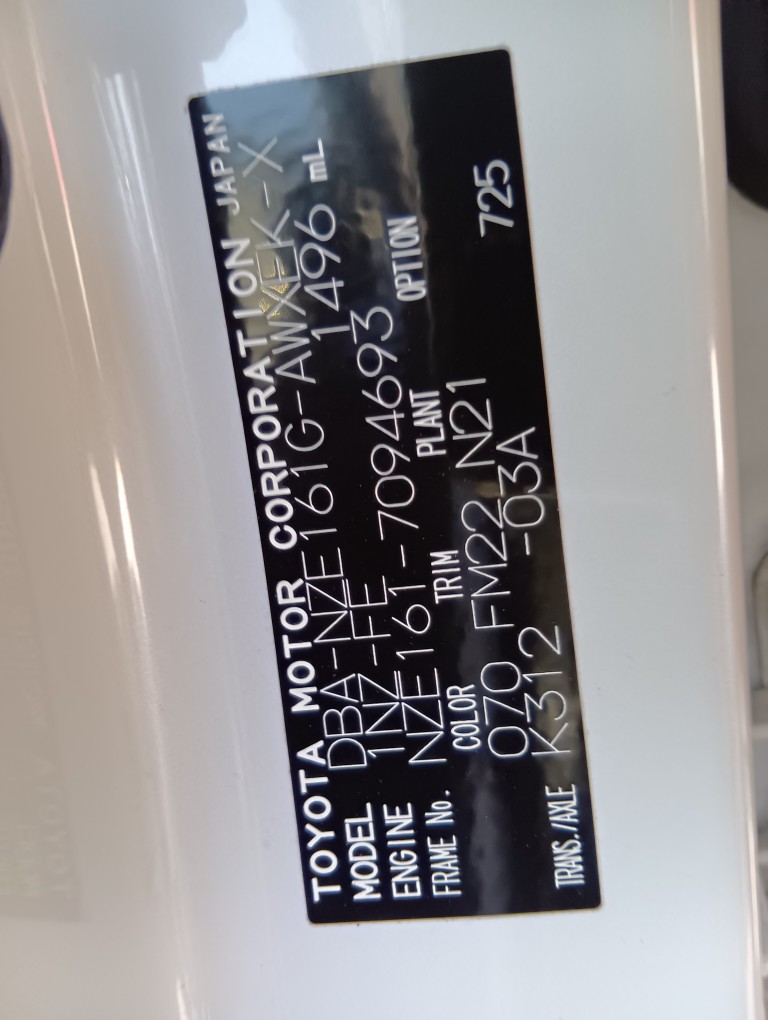 TOYOTA MOTOR CORPORATION JAPAN
MODEL DBA-NZE161G-AWXEK-X
ENGINE 1NZ-FE 1496 mL
FRAME No. NZE161-7094693
COLOR TRIM PLANT OPTION
070 FM22 N21 725
TRANS./AXLE K312 -03A